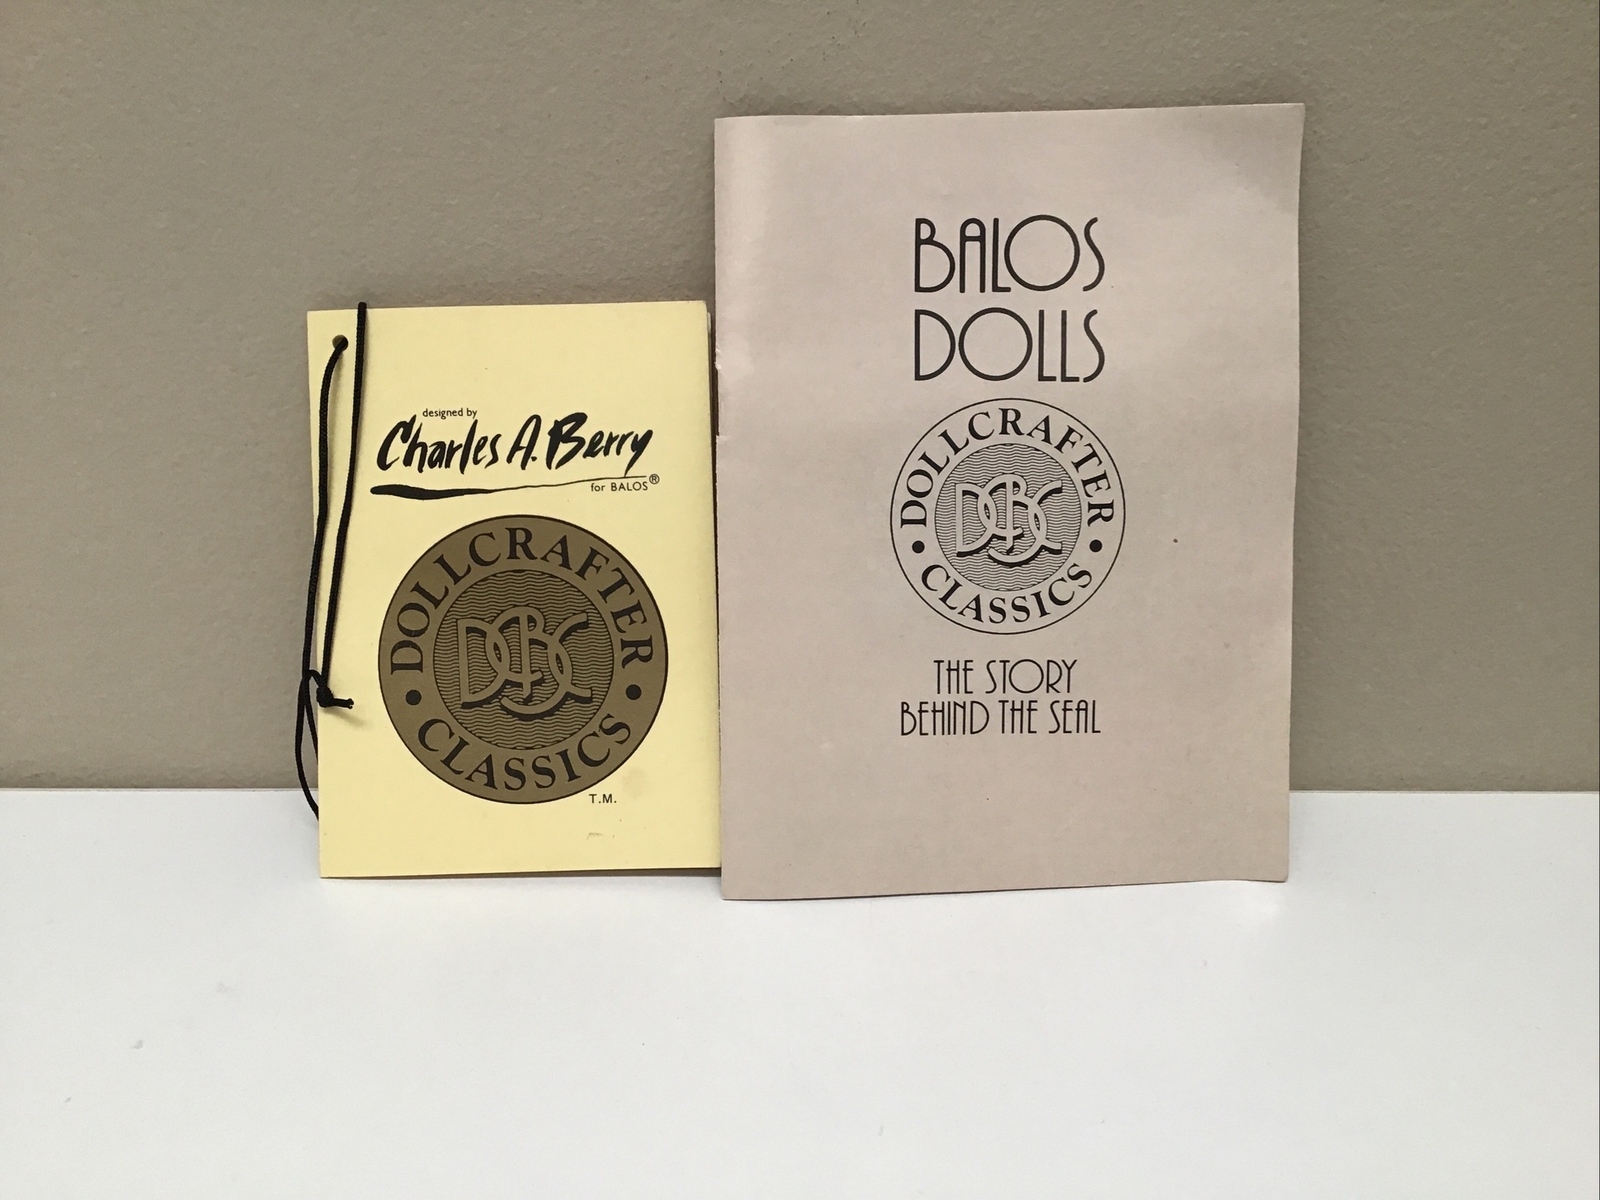 designed by
Charles A. Berry
for BALOS®
DOLLCRAFTER
DBC
• CLASSICS •
T.M.
BALOS
DOLLS
DOLLCRAFTER
DBC
• CLASSICS •
THE STORY
BEHIND THE SEAL